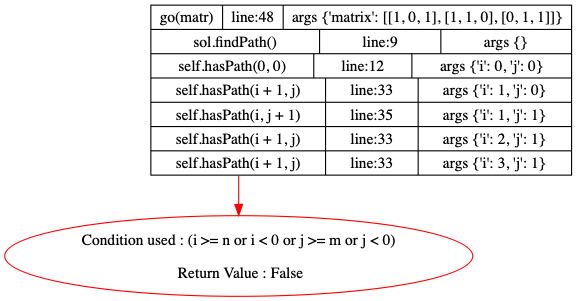 go(matr) line:48 args {'matrix': [[1, 0, 1], [1, 1, 0], [0, 1, 1]]}
sol.findPath() line:9 args {}
self.hasPath(0, 0) line:12 args {'i': 0, 'j': 0}
self.hasPath(i + 1, j) line:33 args {'i': 1, 'j': 0}
self.hasPath(i, j + 1) line:35 args {'i': 1, 'j': 1}
self.hasPath(i + 1, j) line:33 args {'i': 2, 'j': 1}
self.hasPath(i + 1, j) line:33 args {'i': 3, 'j': 1}
Condition used : (i >= n or i < 0 or j >= m or j < 0)
Return Value : False